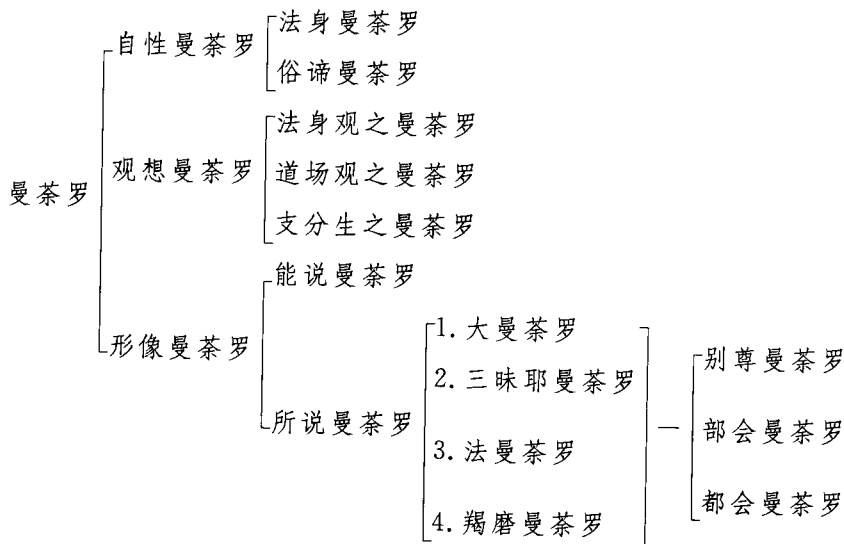 曼荼罗
自性曼荼罗
法身曼荼罗
俗谛曼荼罗
观想曼荼罗
法身观之曼荼罗
道场观之曼荼罗
支分生之曼荼罗
形像曼荼罗
能说曼荼罗
所说曼荼罗
1.大曼荼罗
2.三昧耶曼荼罗
3.法曼荼罗
4.羯磨曼荼罗
别尊曼荼罗
部会曼荼罗
都会曼荼罗